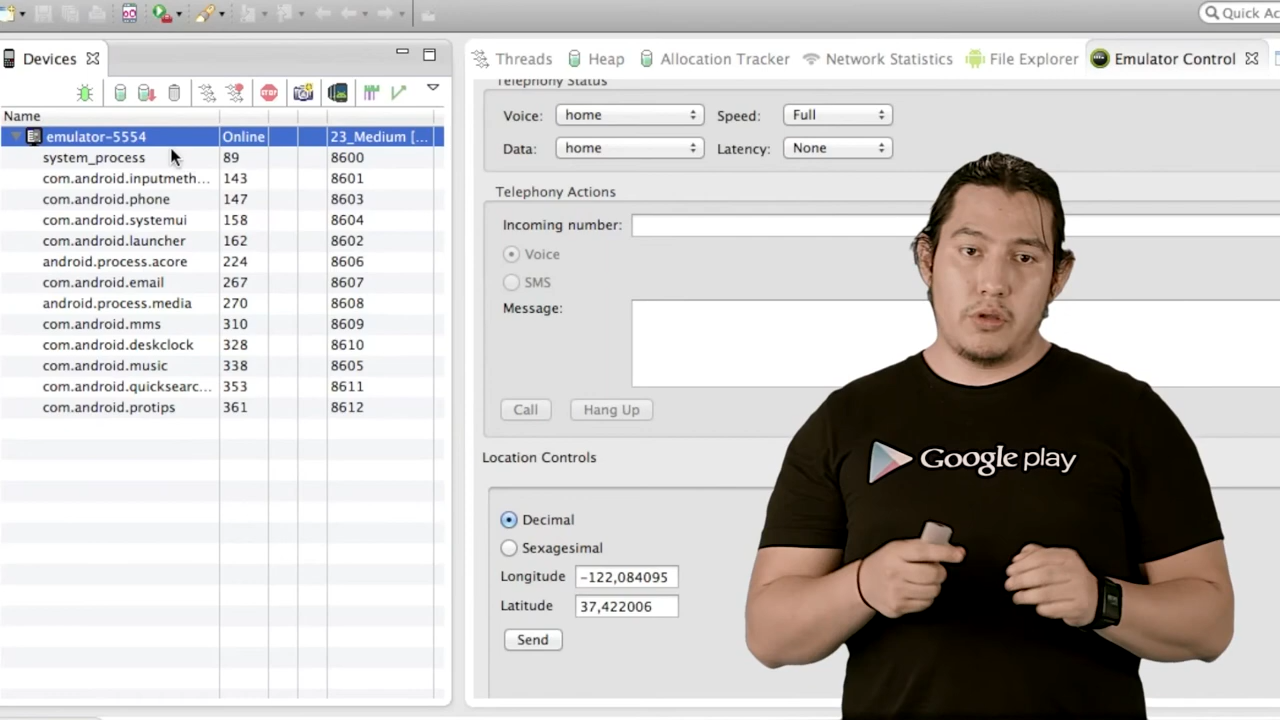 Quick Ac
Devices
Threads
Heap
Allocation Tracker
Network Statistics
File Explorer
Emulator Control
Name
emulator-5554 Online 23_Medium [...
system_process 89 8600
com.android.inputmeth... 143 8601
com.android.phone 147 8603
com.android.systemui 158 8604
com.android.launcher 162 8602
android.process.acore 224 8606
com.android.email 267 8607
android.process.media 270 8608
com.android.mms 310 8609
com.android.deskclock 328 8610
com.android.music 338 8605
com.android.quicksearc... 353 8611
com.android.protips 361 8612
Telephony Status
Voice: home Speed: Full
Data: home Latency: None
Telephony Actions
Incoming number:
Voice
SMS
Message:
Call Hang Up
Location Controls
Decimal
Sexagesimal
Longitude -122,084095
Latitude 37,422006
Send
STOP
Google play